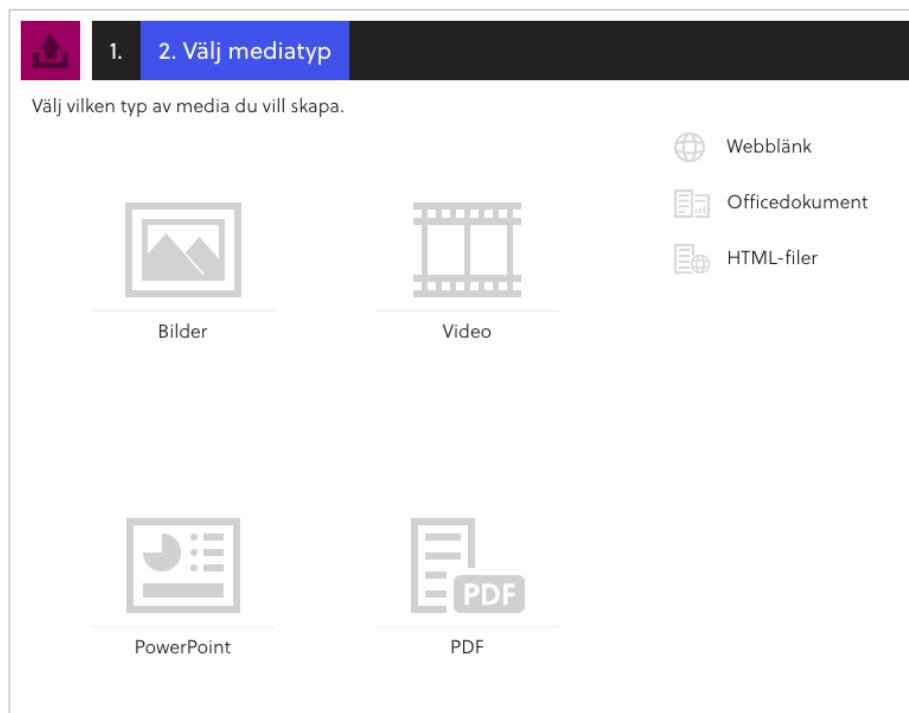 1.
2. Välj mediatyp
Välj vilken typ av media du vill skapa.
Webblänk
Officedokument
HTML-filer
Bilder
Video
PDF
PowerPoint
PDF